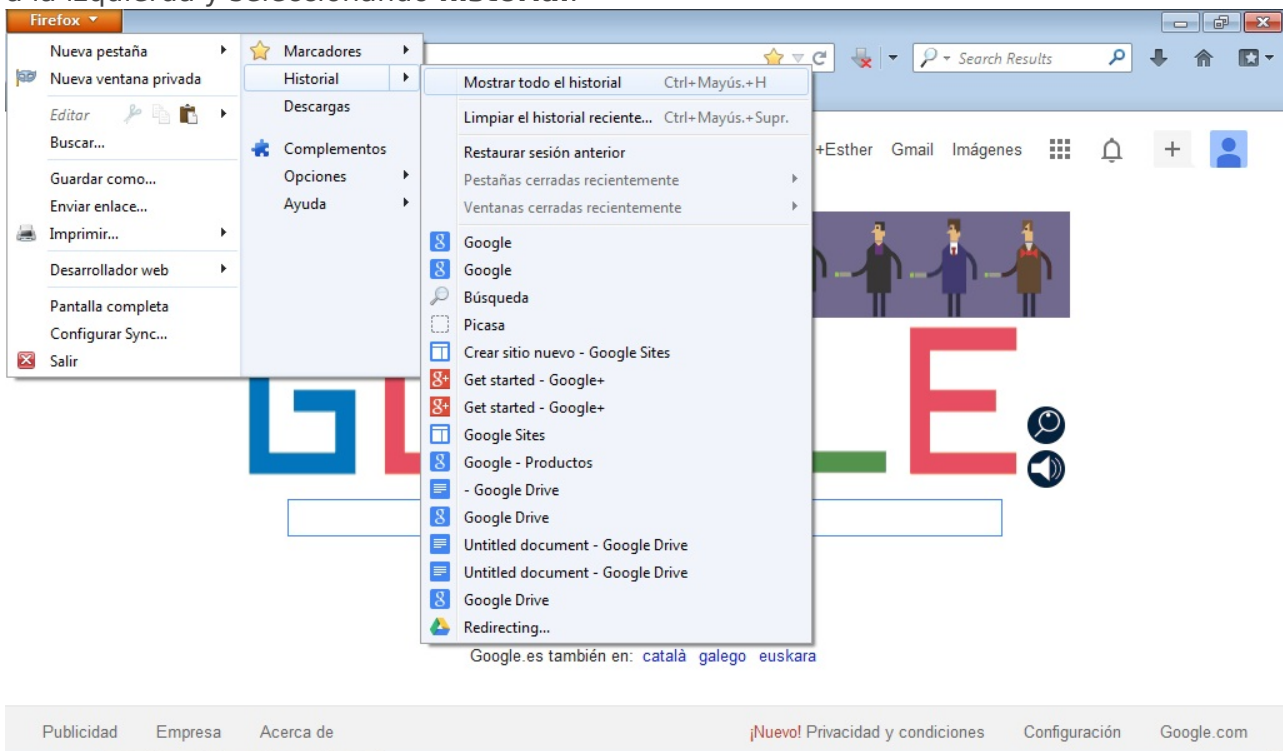 a la izquierda y seleccionando historial.
Firefox
Nueva pestaña
Nueva ventana privada
Editar
Buscar...
Guardar como...
Enviar enlace...
Imprimir...
Desarrollador web
Pantalla completa
Configurar Sync...
Salir
Marcadores
Historial
Descargas
Complementos
Opciones
Ayuda
Search Results
Mostrar todo el historial Ctrl+Mayús.+H
Limpiar el historial reciente... Ctrl+Mayús.+Supr.
Restaurar sesión anterior
Pestañas cerradas recientemente
Ventanas cerradas recientemente
Google
Google
Búsqueda
Picasa
Crear sitio nuevo - Google Sites
Get started - Google+
Get started - Google+
Google Sites
Google - Productos
- Google Drive
Google Drive
Untitled document - Google Drive
Untitled document - Google Drive
Google Drive
Redirecting...
+Esther Gmail Imágenes
G L E
Google.es también en: català galego euskara
Publicidad Empresa Acerca de ¡Nuevo! Privacidad y condiciones Configuración Google.com